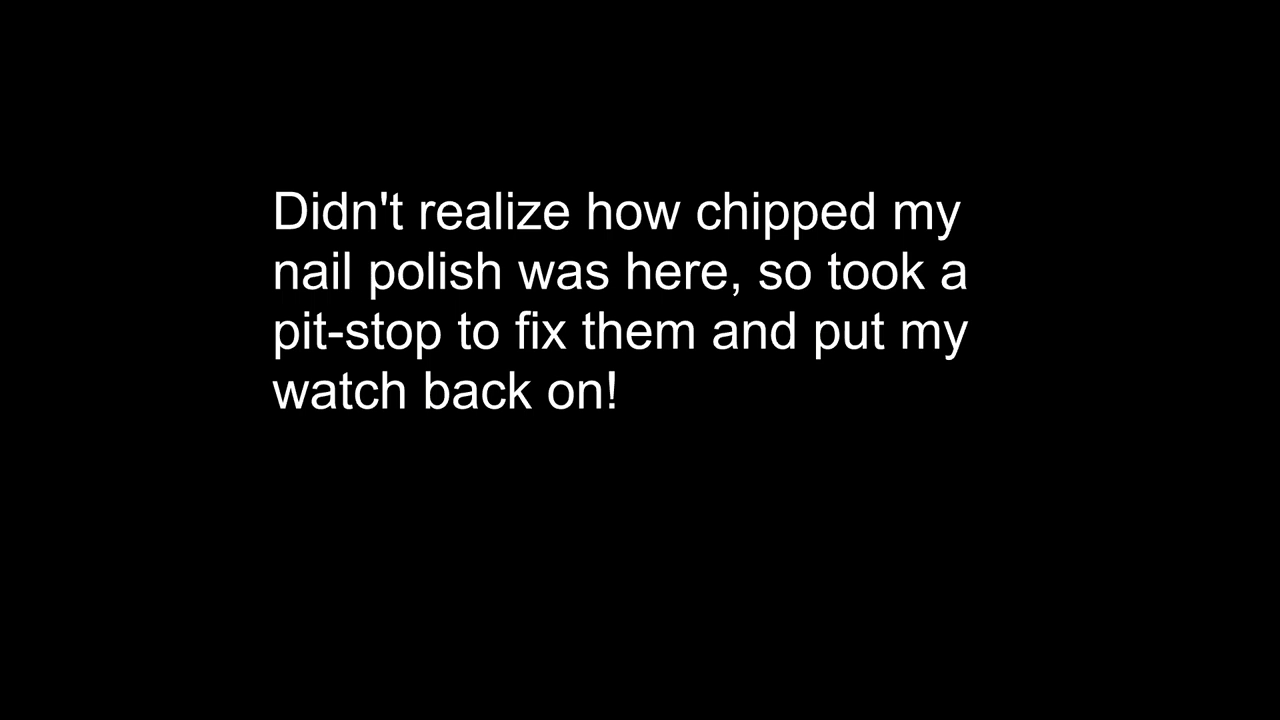 Didn't realize how chipped my
nail polish was here, so took a
pit-stop to fix them and put my
watch back on!